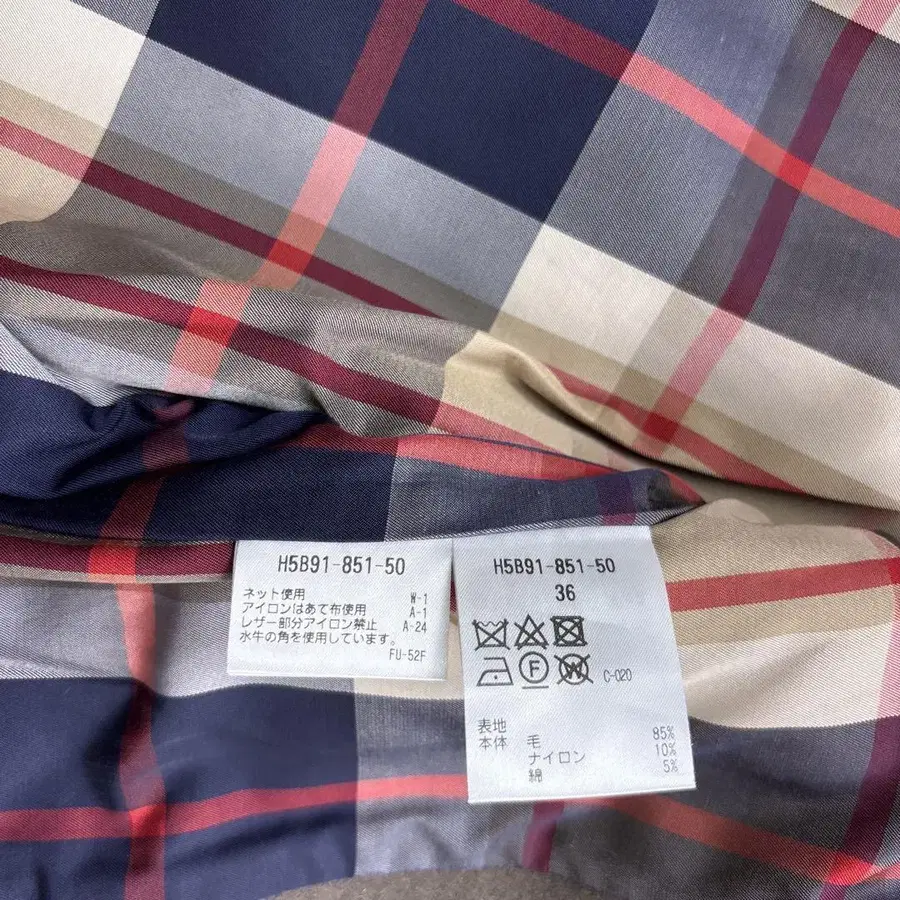 H5B91-851-50
ネット使用 W-1
アイロンはあて布使用 A-1
レザー部分アイロン禁止 A-24
水牛の角を使用しています。
FU-52F
H5B91-851-50
36
F W C-020
表地
本体 毛 85%
ナイロン 10%
綿 5%